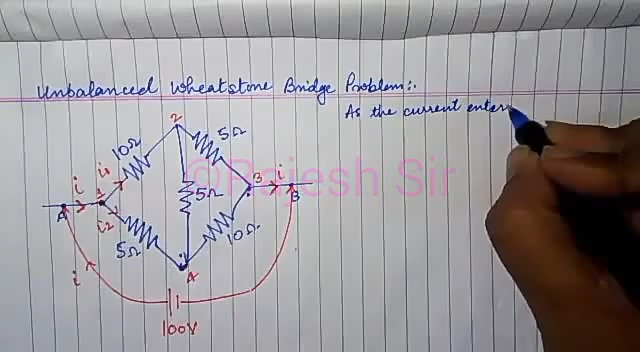 Unbalanced Wheatstone Bridge Problem:.
As the current enter
2
10Ω
5Ω
©Rajesh Sir
i
i1
5Ω
3
i
A
1
B
i2
5Ω
10Ω
4
i
100V